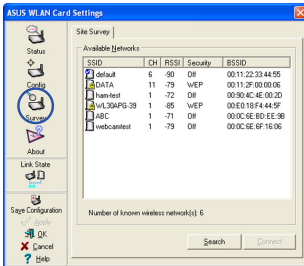 ASUS WLAN Card Settings
Status
Config
Survey
About
Link State
Save Configuration
Apply
OK
Cancel
Help
Site Survey
Available Networks
SSID CH RSSI Security BSSID
default 6 -90 Off 00:11:22:33:44:55
DATA 11 -79 WEP 00:11:2F:00:00:06
ham-test 1 -72 Off 00:90:4C:4E:00:2D
WL30APG-39 1 -85 WEP 00:E0:18:F4:44:5F
ABC 1 -71 Off 00:0C:6E:BD:EE:9B
webcamtest 1 -79 Off 00:0C:6E:6F:16:06
Number of known wireless network(s): 6
Search
Connect